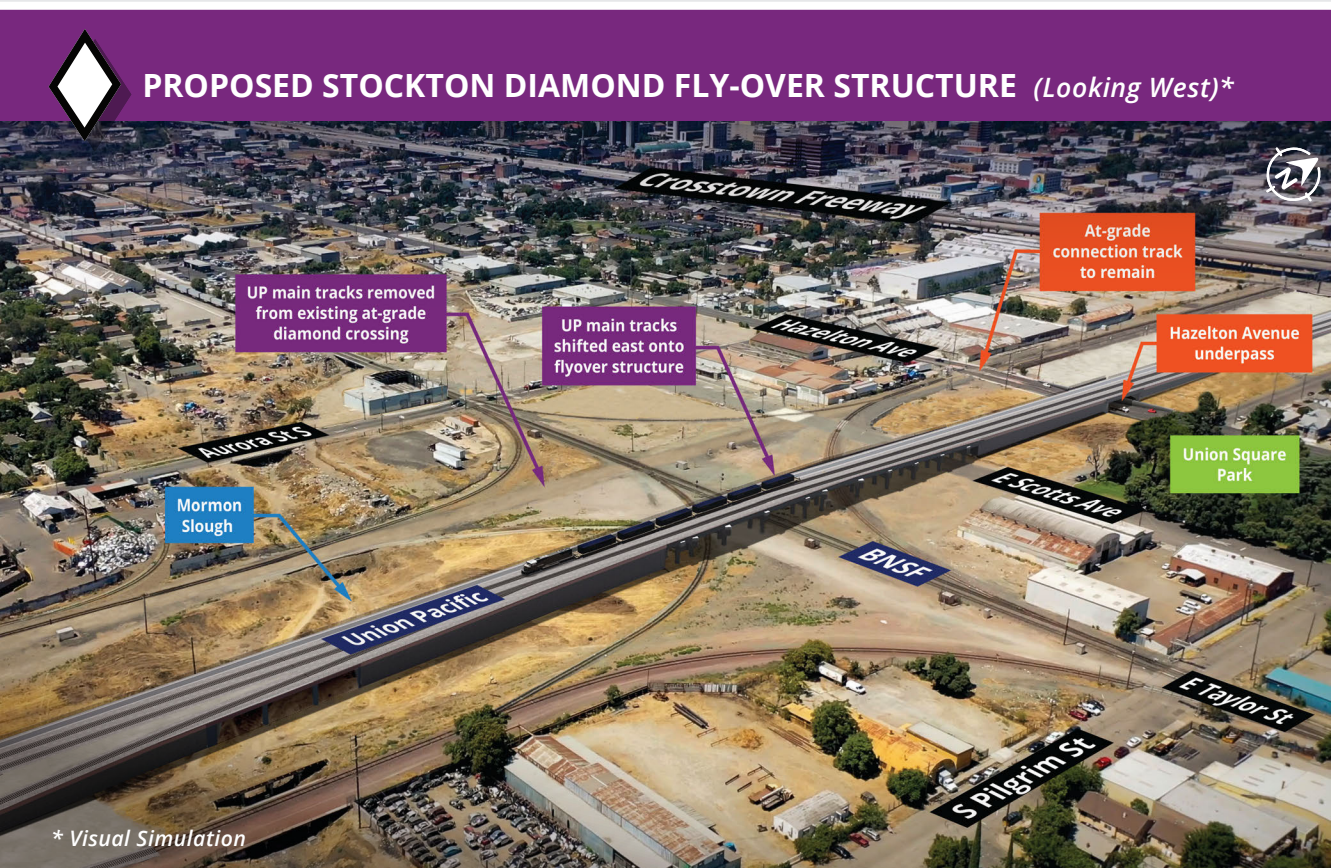 PROPOSED STOCKTON DIAMOND FLY-OVER STRUCTURE (Looking West)*
Crosstown Freeway
N
At-grade
connection track
to remain
UP main tracks removed
from existing at-grade
diamond crossing
UP main tracks
shifted east onto
flyover structure
Hazelton Ave
Hazelton Avenue
underpass
Aurora St S
Union Square
Park
E Scotts Ave
Mormon
Slough
BNSF
Union Pacific
E Taylor St
S Pilgrim St
* Visual Simulation